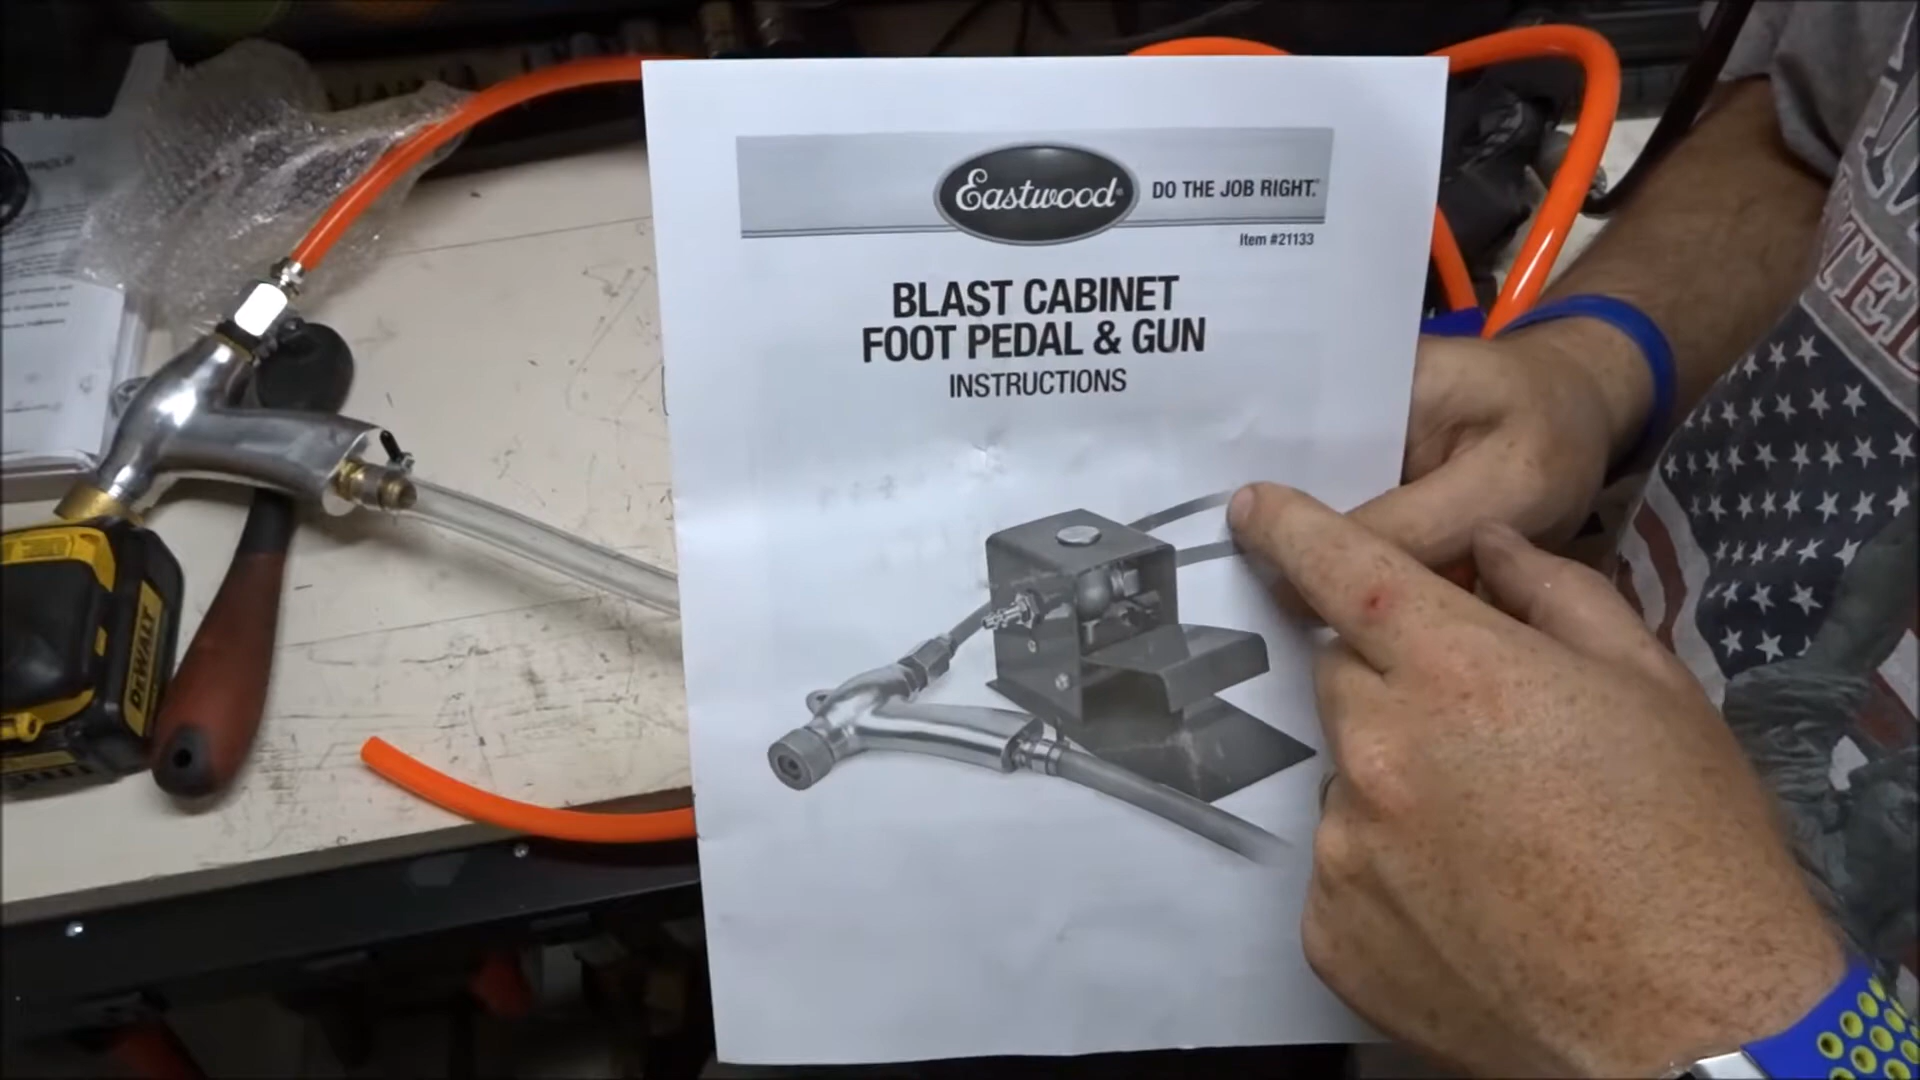 Eastwood
DO THE JOB RIGHT.
Item #21133
BLAST CABINET
FOOT PEDAL & GUN
INSTRUCTIONS
DEWALT